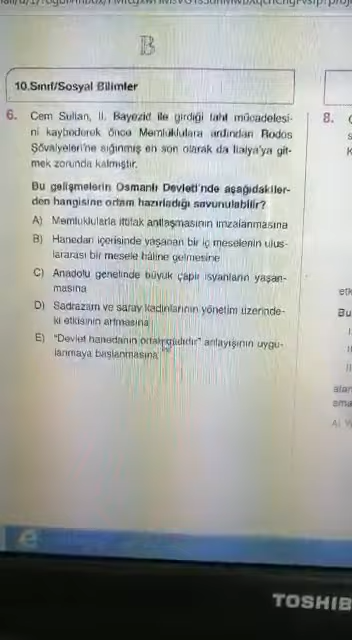 B
10.Sınıf/Sosyal Bilimler
6. Cem Sultan, II. Bayezid ile girdiği taht mücadelesi-
ni kaybederek önce Memluklulara ardından Rodos
Şövalyeleri'ne sığınmış en son olarak da İtalya'ya git-
mek zorunda kalmıştır.
Bu gelişmelerin Osmanlı Devleti'nde aşağıdakiler-
den hangisine ortam hazırladığı savunulabilir?
A) Memluklularla ittifak antlaşmasının imzalanmasına
B) Hanedan içerisinde yaşanan bir iç meselenin ulus-
lararası bir mesele hâline gelmesine
C) Anadolu genelinde büyük çaplı isyanların yaşan-
masına
D) Sadrazam ve saray kadınlarının yönetim üzerinde-
ki etkisinin artmasına
E) "Devlet hanedanın ortak malıdır" anlayışının uygu-
lanmaya başlanmasına
8.
Bu
TOSHIB